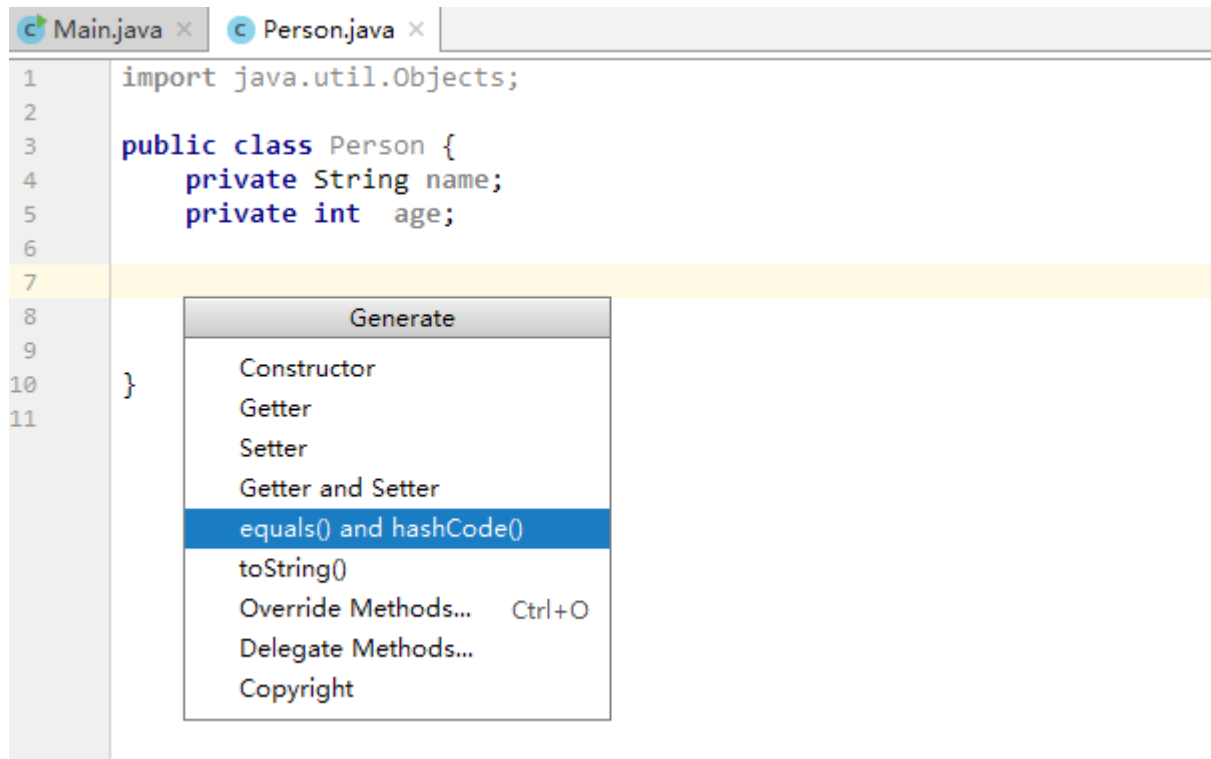 Main.java × Person.java ×
1 import java.util.Objects;
2
3 public class Person {
4 private String name;
5 private int  age;
6
7
8 Generate
9
Constructor
10 }
Getter
11
Setter
Getter and Setter
equals() and hashCode()
toString()
Override Methods... Ctrl+O
Delegate Methods...
Copyright